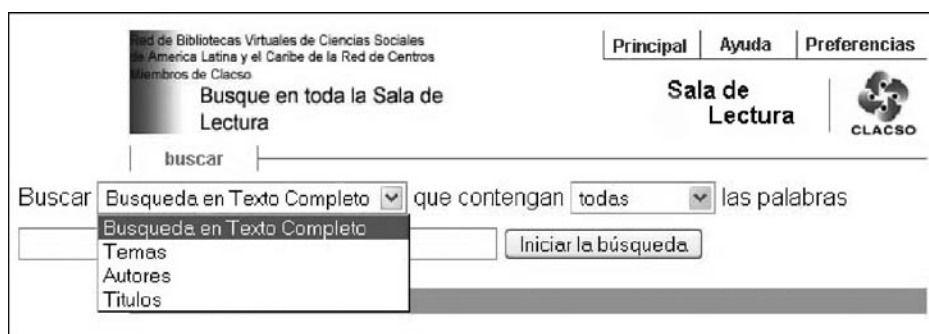 Red de Bibliotecas Virtuales de Ciencias Sociales
de America Latina y el Caribe de la Red de Centros
Miembros de Clacso
Busque en toda la Sala de
Lectura
Principal Ayuda Preferencias
Sala de
Lectura
CLACSO
buscar
Buscar Busqueda en Texto Completo que contengan todas las palabras
Busqueda en Texto Completo
Temas
Autores
Titulos
Iniciar la búsqueda